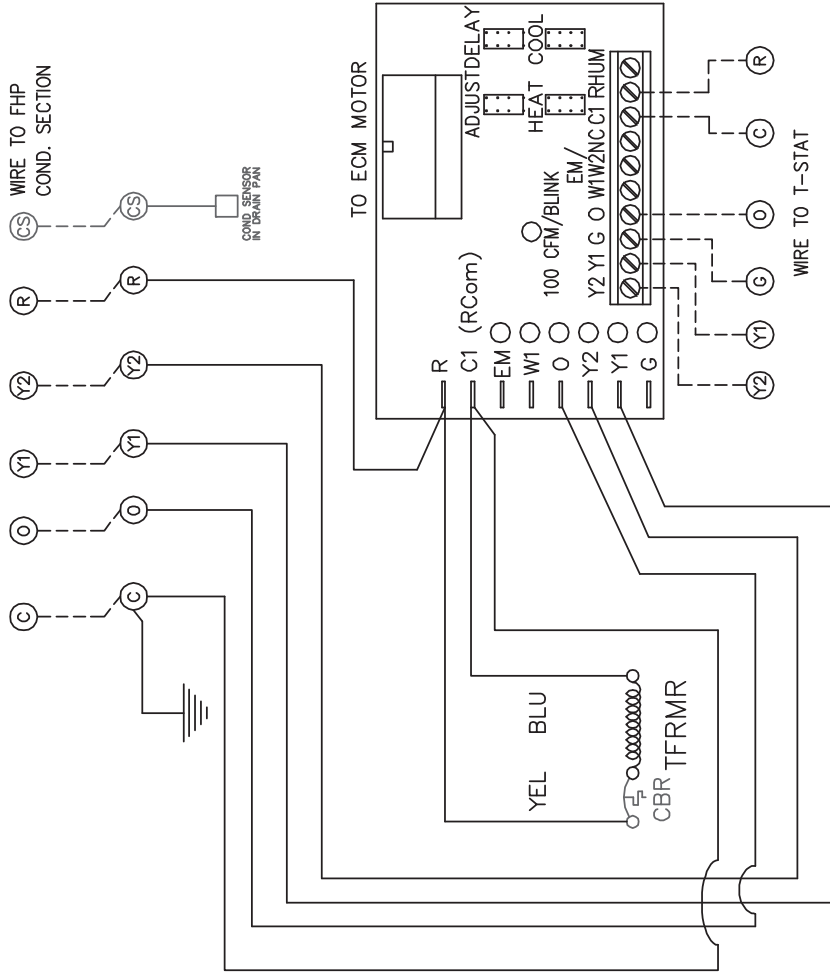 WIRE TO FHP
COND. SECTION
CS
R
Y2
Y1
O
C
CS
R
Y2
Y1
O
C
COND SENSOR
IN DRAIN PAN
TO ECM MOTOR
ADJUST
DELAY
HEAT
COOL
100 CFM/BLINK
EM/
Y2 Y1 G O W1 W2 NC C1 R HUM
R
C1 (RCom)
EM
W1
O
Y2
Y1
G
R
C
O
G
Y1
Y2
WIRE TO T-STAT
YEL
BLU
CBR
TFRMR